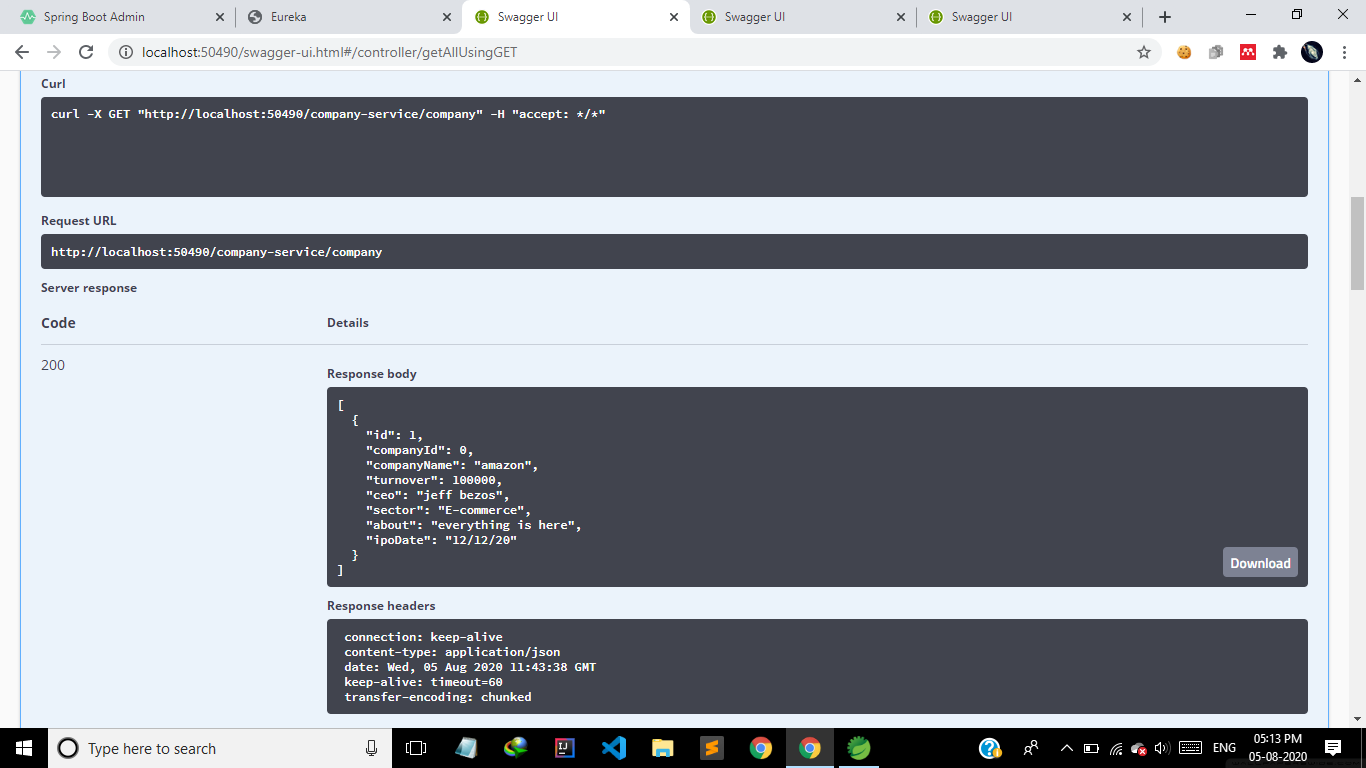 Spring Boot Admin
Eureka
Swagger UI
Swagger UI
Swagger UI
localhost:50490/swagger-ui.html#/controller/getAllUsingGET
Curl
curl -X GET "http://localhost:50490/company-service/company" -H "accept: */*"
Request URL
http://localhost:50490/company-service/company
Server response
Code
Details
200
Response body
[
  {
    "id": 1,
    "companyId": 0,
    "companyName": "amazon",
    "turnover": 100000,
    "ceo": "jeff bezos",
    "sector": "E-commerce",
    "about": "everything is here",
    "ipoDate": "12/12/20"
  }
]
Download
Response headers
connection: keep-alive
content-type: application/json
date: Wed, 05 Aug 2020 11:43:38 GMT
keep-alive: timeout=60
transfer-encoding: chunked
Type here to search
ENG
05:13 PM
05-08-2020